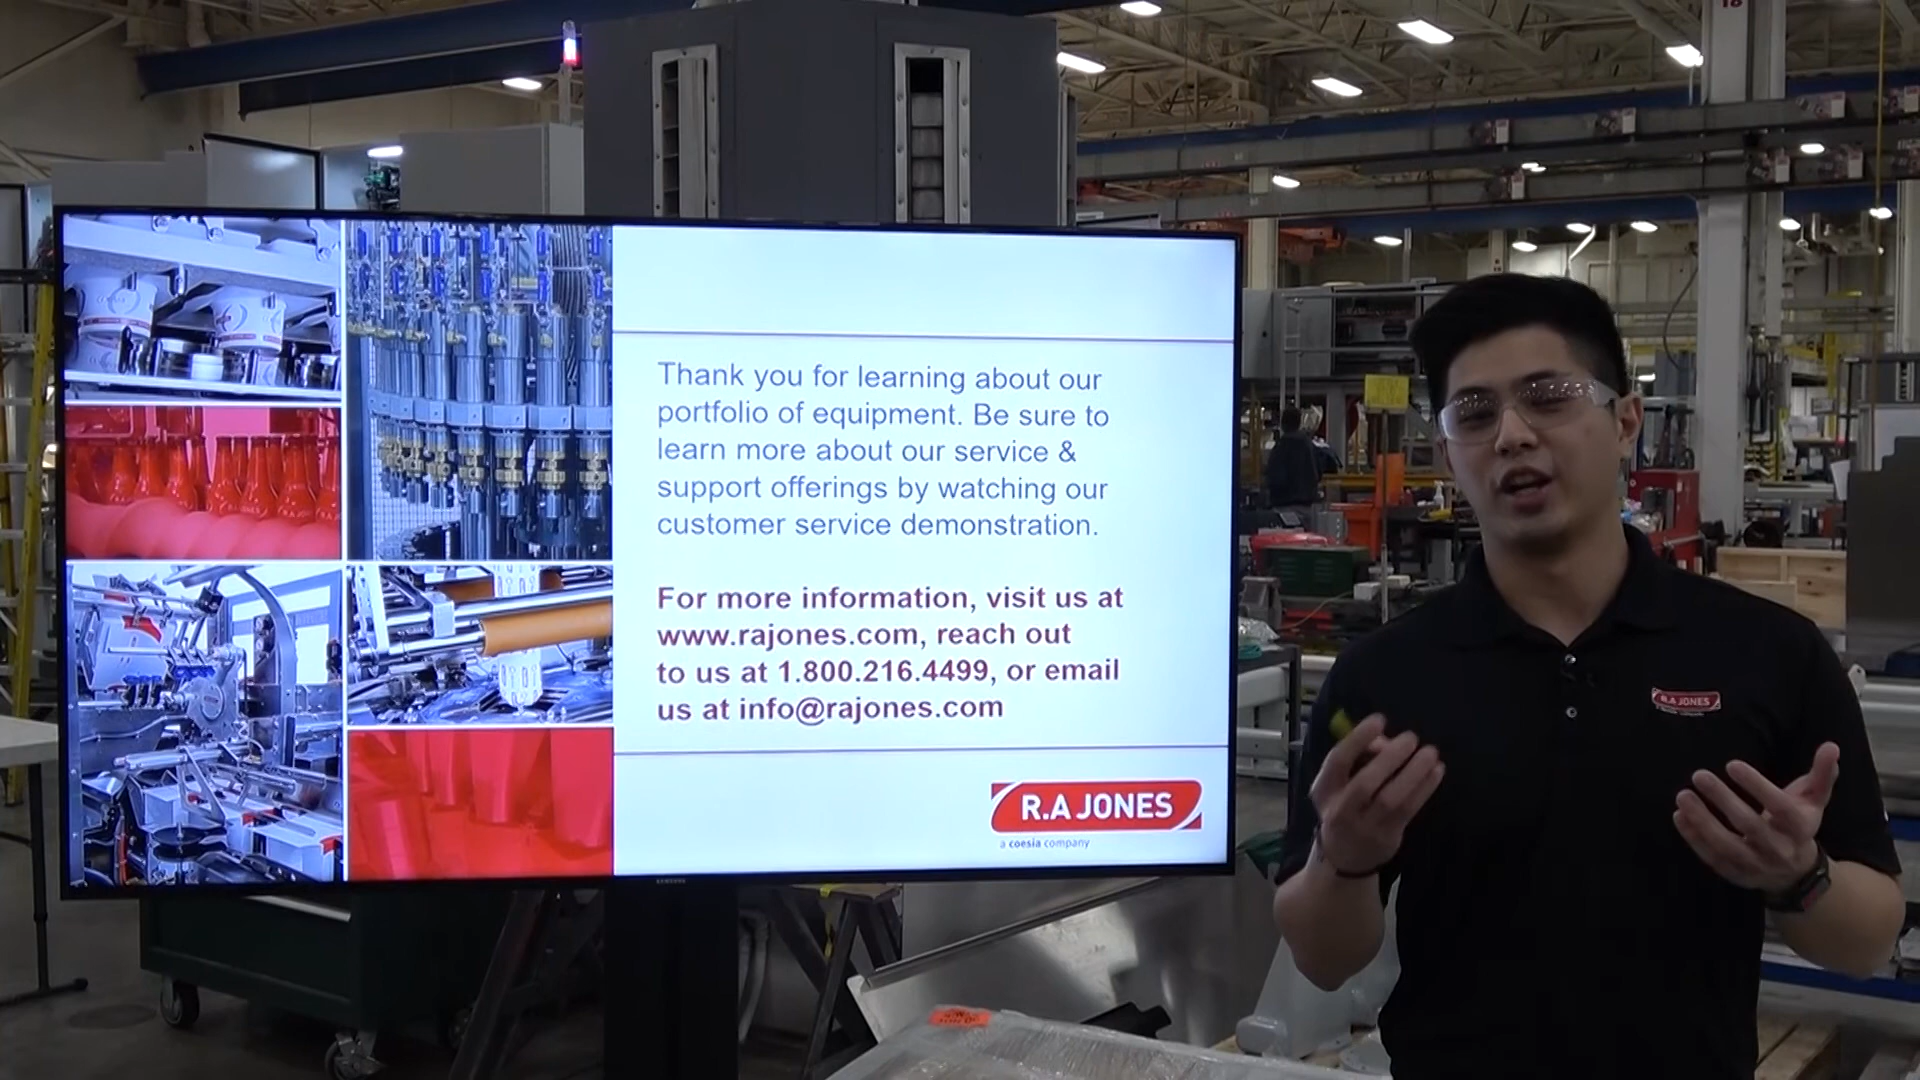 Thank you for learning about our
portfolio of equipment. Be sure to
learn more about our service &
support offerings by watching our
customer service demonstration.
For more information, visit us at
www.rajones.com, reach out
to us at 1.800.216.4499, or email
us at info@rajones.com
R.A JONES
a coesia company
SAMSUNG
R.A JONES
16